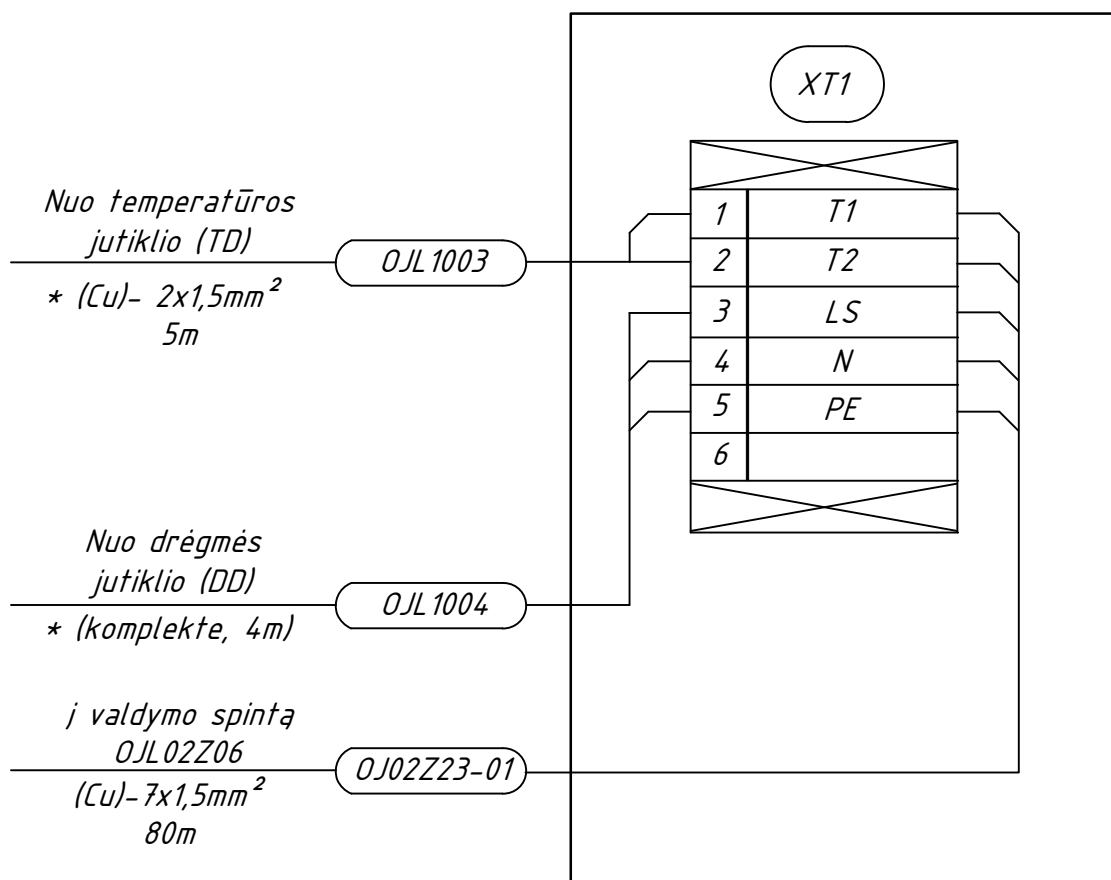 XT1
Nuo temperatūros
jutiklio (TD)
OJL1003
* (Cu)- 2x1,5mm²
5m
1 T1
2 T2
3 LS
4 N
5 PE
6
Nuo drėgmės
jutiklio (DD)
OJL1004
* (komplekte, 4m)
į valdymo spintą
OJL02Z06
OJ02Z23-01
(Cu)-7x1,5mm²
80m